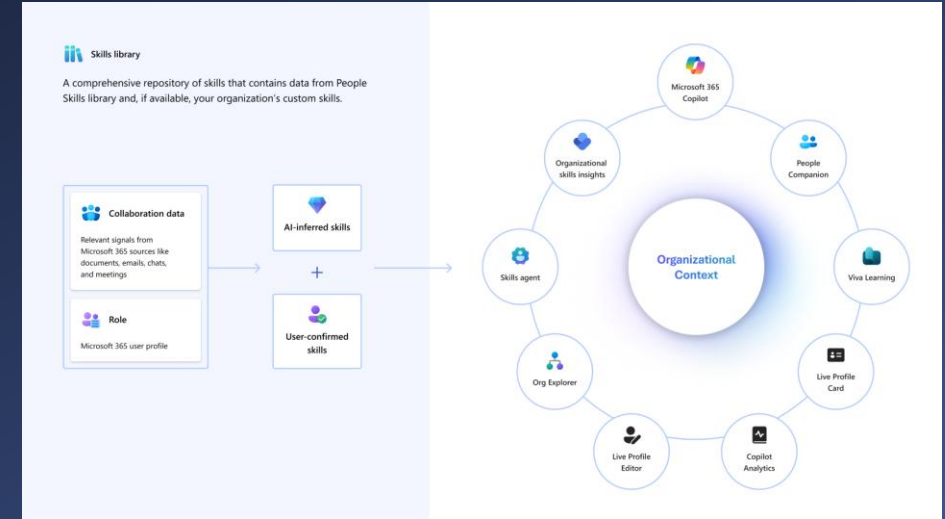 Skills library
A comprehensive repository of skills that contains data from People
Skills library and, if available, your organization's custom skills.
Collaboration data
Relevant signals from
Microsoft 365 sources like
documents, emails, chats,
and meetings
Role
Microsoft 365 user profile
AI-inferred skills
+
User-confirmed
skills
Microsoft 365
Copilot
Organizational
skills insights
People
Companion
Skills agent
Organizational
Context
Viva Learning
Org Explorer
Live Profile
Card
Live Profile
Editor
Copilot
Analytics